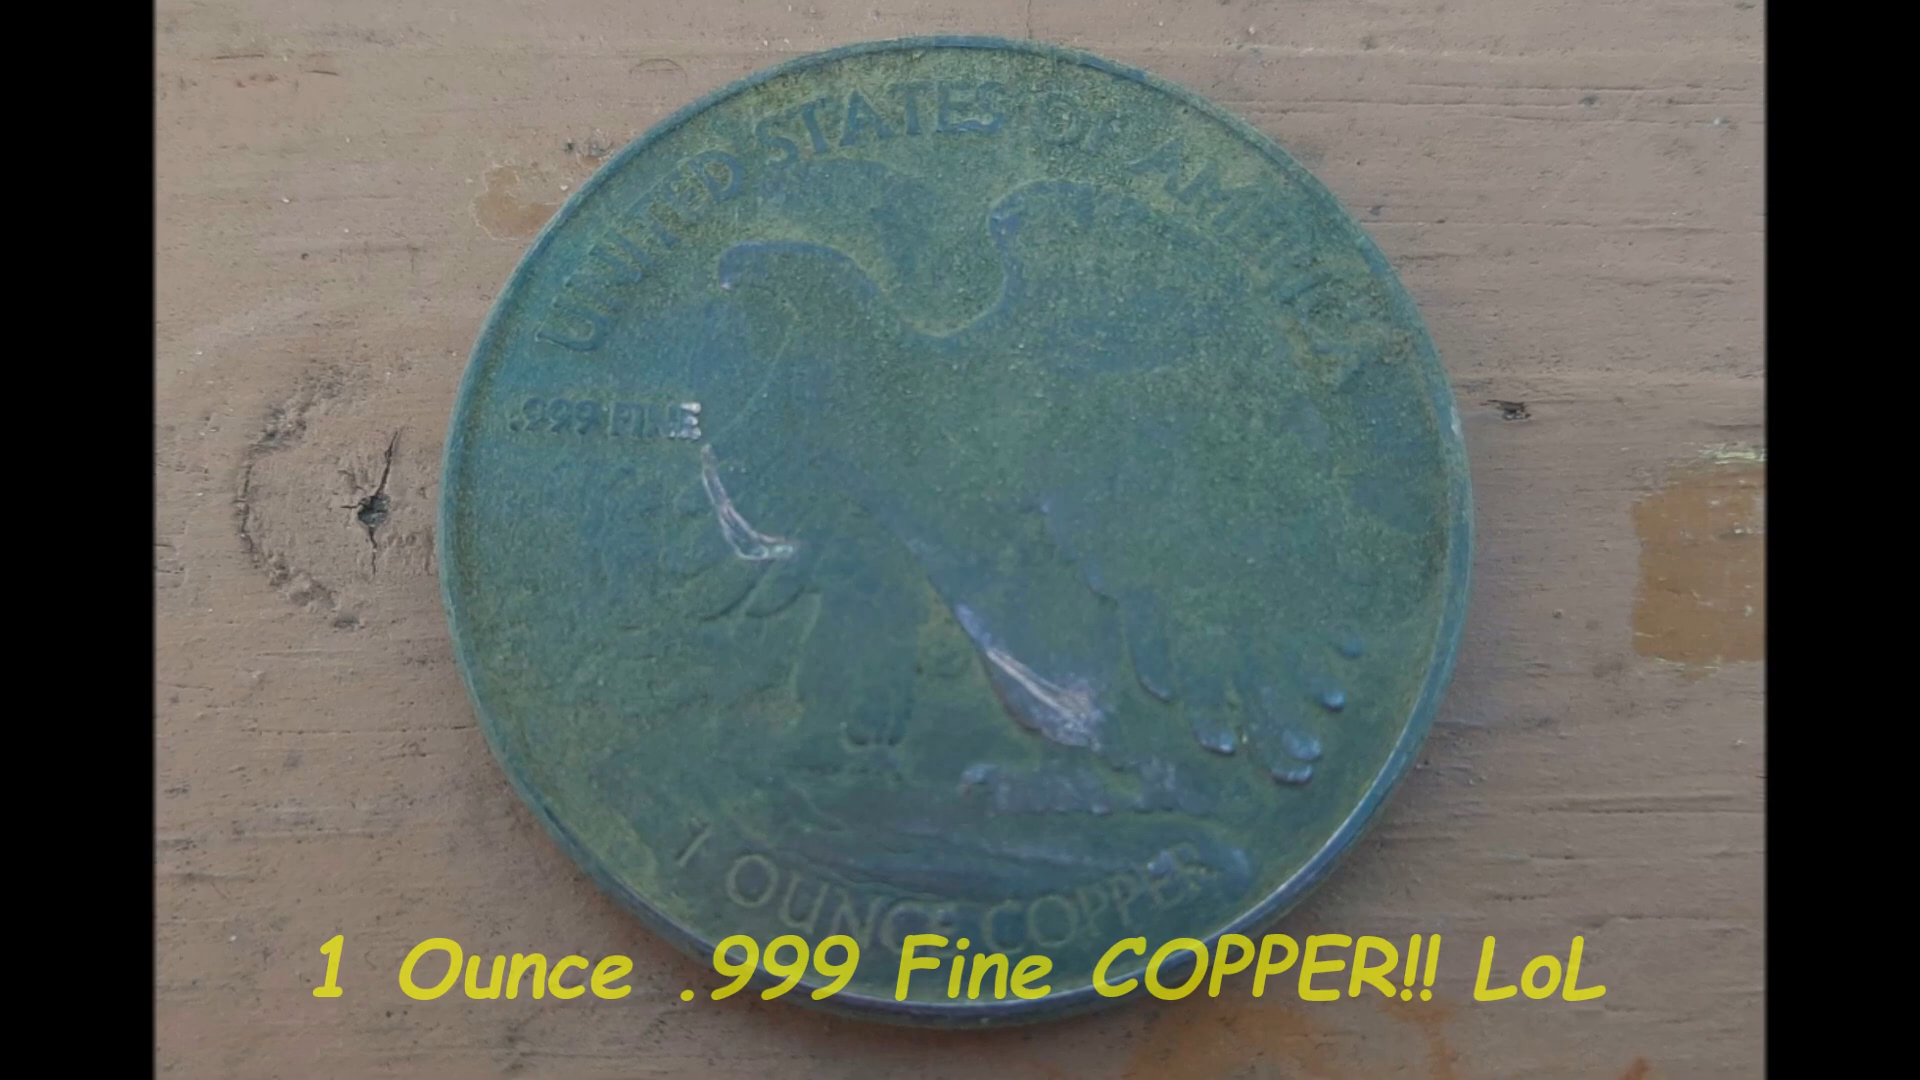 UNITED STATES OF AMERICA
.999 FINE
1 OUNCE COPPER
1 Ounce .999 Fine COPPER!! LoL